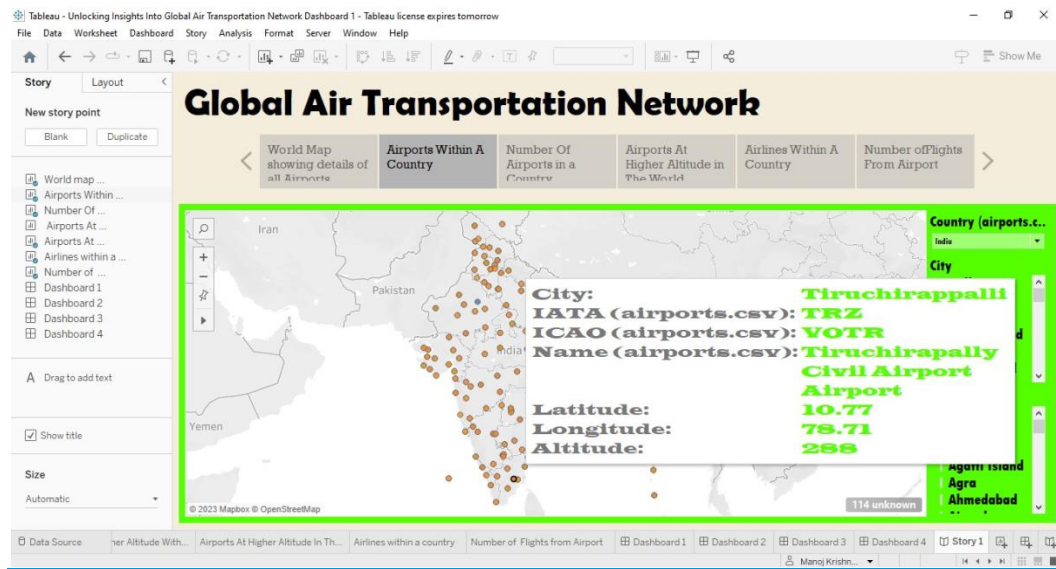 Tableau - Unlocking Insights Into Global Air Transportation Network Dashboard 1 - Tableau license expires tomorrow
File Data Worksheet Dashboard Story Analysis Format Server Window Help
Show Me
Story Layout
New story point
Blank Duplicate
World map ...
Airports Within ...
Number Of ...
Airports At ...
Airports At ...
Airlines within a ...
Number of ...
Dashboard 1
Dashboard 2
Dashboard 3
Dashboard 4
A Drag to add text
Show title
Size
Automatic
Global Air Transportation Network
World Map showing details of all Airports
Airports Within A Country
Number Of Airports in a Country
Airports At Higher Altitude in The World
Airlines Within A Country
Number ofFlights From Airport
Iran
Pakistan
India
Yemen
City: Tiruchirappalli
IATA (airports.csv): TRZ
ICAO (airports.csv): VOTR
Name (airports.csv): Tiruchirapally
Civil Airport
Airport
Latitude: 10.77
Longitude: 78.71
Altitude: 288
© 2023 Mapbox © OpenStreetMap
114 unknown
Country (airports.c..
India
City
Agatti Island
Agra
Ahmedabad
Data Source her Altitude With... Airports At Higher Altitude In Th... Airlines within a country Number of Flights from Airport Dashboard 1 Dashboard 2 Dashboard 3 Dashboard 4 Story 1
Manoj Krishn...